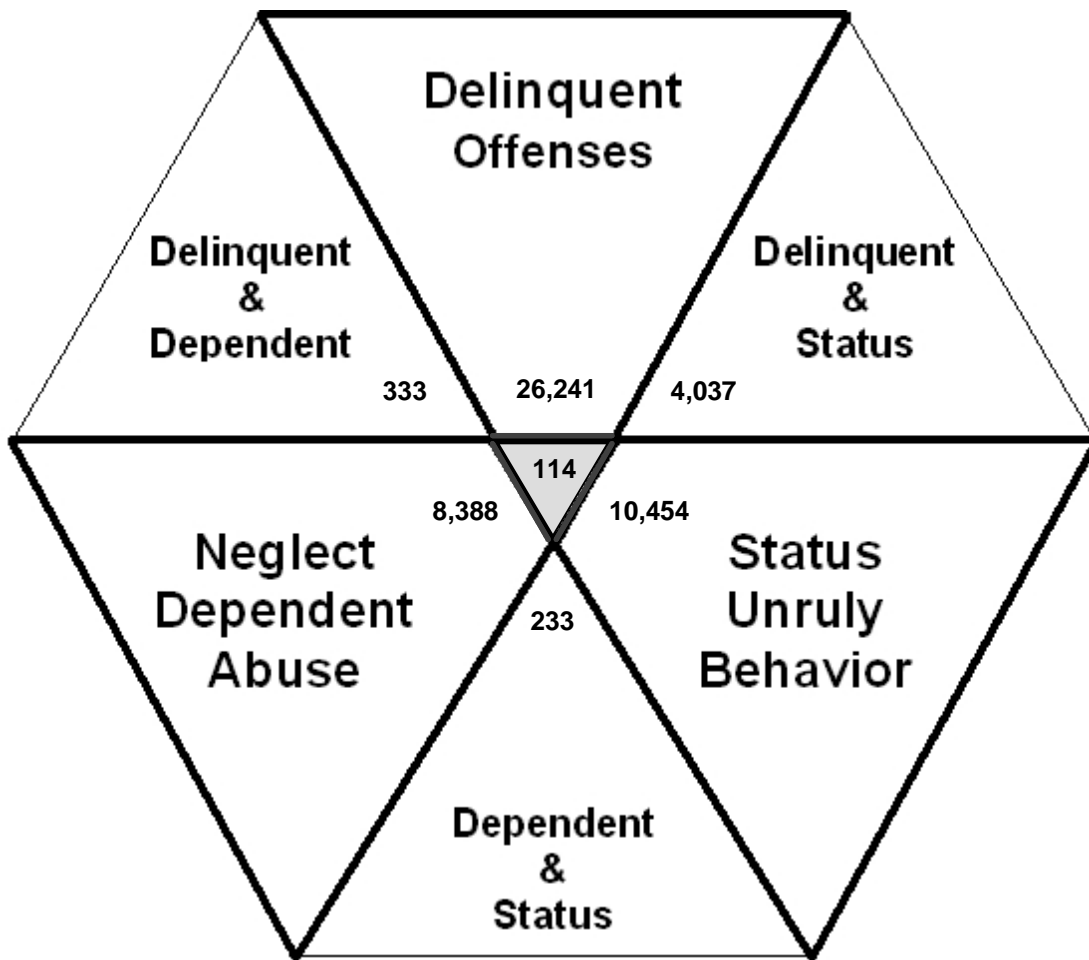 Delinquent
Offenses
Delinquent
&
Dependent
Delinquent
&
Status
333
26,241
4,037
114
8,388
10,454
Neglect
Dependent
Abuse
Status
Unruly
Behavior
233
Dependent
&
Status